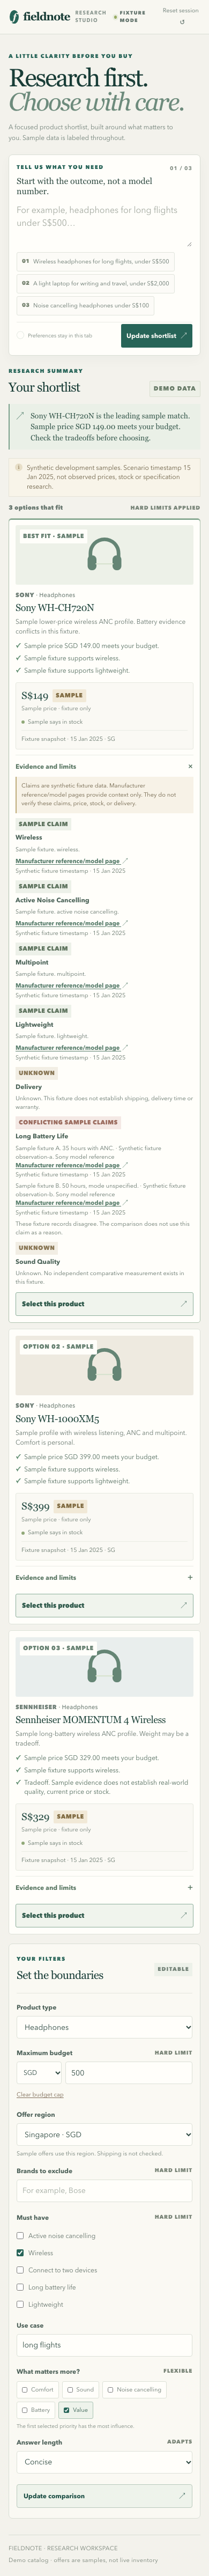 fieldnote
RESEARCH STUDIO
FIXTURE MODE
Reset session ↺
A LITTLE CLARITY BEFORE YOU BUY
Research first.
Choose with care.
A focused product shortlist, built around what matters to you. Sample data is labelled throughout.
TELL US WHAT YOU NEED
01 / 03
Start with the outcome, not a model number.
For example, headphones for long flights under S$500...
01 Wireless headphones for long flights, under S$500
02 A light laptop for writing and travel, under S$2,000
03 Noise cancelling headphones under S$100
Preferences stay in this tab
Update shortlist ↗
RESEARCH SUMMARY
Your shortlist
DEMO DATA
↗ Sony WH-CH720N is the leading sample match. Sample price SGD 149.00 meets your budget. Check the tradeoffs before choosing.
Synthetic development samples. Scenario timestamp 15 Jan 2025, not observed prices, stock or specification research.
3 options that fit
HARD LIMITS APPLIED
BEST FIT · SAMPLE
SONY · Headphones
Sony WH-CH720N
Sample lower-price wireless ANC profile. Battery evidence conflicts in this fixture.
✓ Sample price SGD 149.00 meets your budget.
✓ Sample fixture supports wireless.
✓ Sample fixture supports lightweight.
S$149 SAMPLE
Sample price · fixture only
Sample says in stock
Fixture snapshot · 15 Jan 2025 · SG
Evidence and limits ×
Claims are synthetic fixture data. Manufacturer reference/model pages provide context only. They do not verify these claims, price, stock, or delivery.
SAMPLE CLAIM
Wireless
Sample fixture. wireless.
Manufacturer reference/model page ↗
Synthetic fixture timestamp · 15 Jan 2025
SAMPLE CLAIM
Active Noise Cancelling
Sample fixture. active noise cancelling.
Manufacturer reference/model page ↗
Synthetic fixture timestamp · 15 Jan 2025
SAMPLE CLAIM
Multipoint
Sample fixture. multipoint.
Manufacturer reference/model page ↗
Synthetic fixture timestamp · 15 Jan 2025
SAMPLE CLAIM
Lightweight
Sample fixture. lightweight.
Manufacturer reference/model page ↗
Synthetic fixture timestamp · 15 Jan 2025
UNKNOWN
Delivery
Unknown. This fixture does not establish shipping, delivery time or warranty.
CONFLICTING SAMPLE CLAIMS
Long Battery Life
Sample fixture A. 35 hours with ANC. · Synthetic fixture observation-a. Sony model reference
Manufacturer reference/model page ↗
Synthetic fixture timestamp · 15 Jan 2025
Sample fixture B. 50 hours, mode unspecified. · Synthetic fixture observation-b. Sony model reference
Manufacturer reference/model page ↗
Synthetic fixture timestamp · 15 Jan 2025
These fixture records disagree. The comparison does not use this claim as a reason.
UNKNOWN
Sound Quality
Unknown. No independent comparative measurement exists in this fixture.
Select this product ↗
OPTION 02 · SAMPLE
SONY · Headphones
Sony WH-1000XM5
Sample profile with wireless listening, ANC and multipoint. Comfort is personal.
✓ Sample price SGD 399.00 meets your budget.
✓ Sample fixture supports wireless.
✓ Sample fixture supports lightweight.
S$399 SAMPLE
Sample price · fixture only
Sample says in stock
Fixture snapshot · 15 Jan 2025 · SG
Evidence and limits +
Select this product ↗
OPTION 03 · SAMPLE
SENNHEISER · Headphones
Sennheiser MOMENTUM 4 Wireless
Sample long-battery wireless ANC profile. Weight may be a tradeoff.
✓ Sample price SGD 329.00 meets your budget.
✓ Sample fixture supports wireless.
✓ Tradeoff. Sample evidence does not establish real-world quality, current price or stock.
S$329 SAMPLE
Sample price · fixture only
Sample says in stock
Fixture snapshot · 15 Jan 2025 · SG
Evidence and limits +
Select this product ↗
YOUR FILTERS
Set the boundaries
EDITABLE
Product type
Headphones
Maximum budget
HARD LIMIT
SGD
500
Clear budget cap
Offer region
Singapore · SGD
Sample offers use this region. Shipping is not checked.
Brands to exclude
HARD LIMIT
For example, Bose
Must have
HARD LIMIT
Active noise cancelling
Wireless
Connect to two devices
Long battery life
Lightweight
Use case
long flights
What matters more?
FLEXIBLE
Comfort
Sound
Noise cancelling
Battery
Value
The first selected priority has the most influence.
Answer length
ADAPTS
Concise
Update comparison ↗
FIELDNOTE · RESEARCH WORKSPACE
Demo catalog · offers are samples, not live inventory